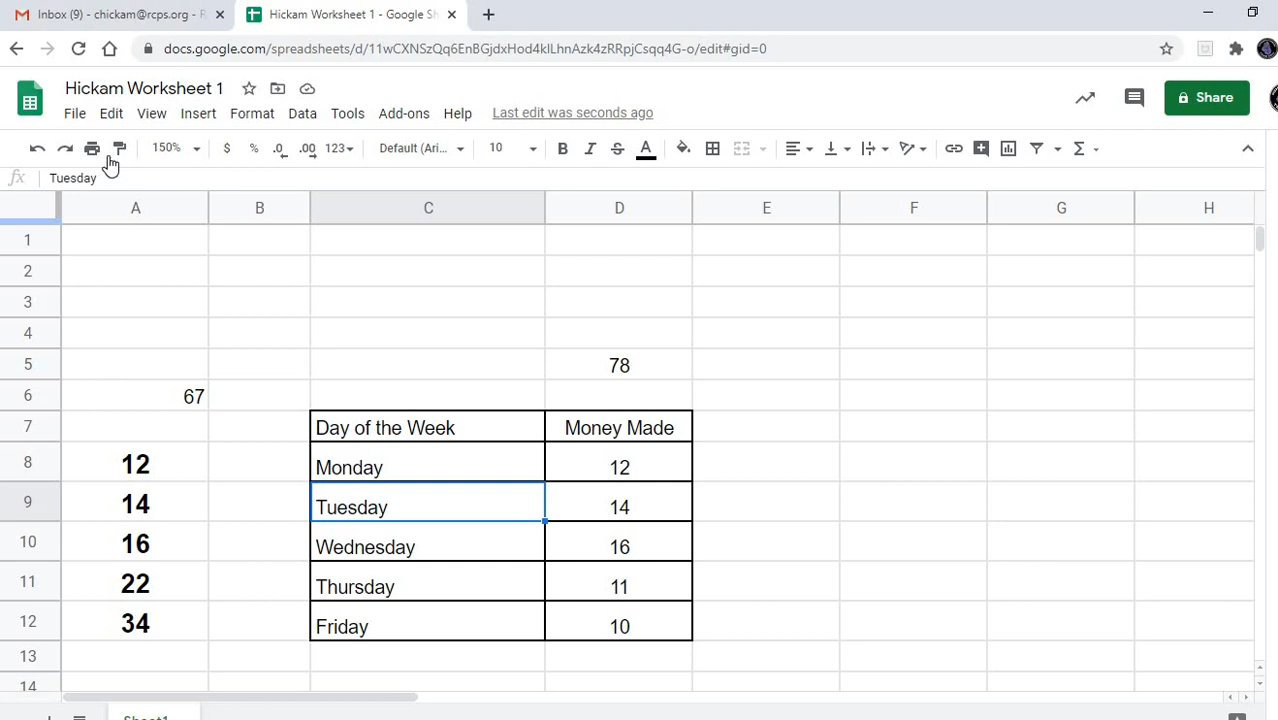 Inbox (9) - chickam@rcps.org - R
Hickam Worksheet 1 - Google Sh
docs.google.com/spreadsheets/d/11wCXNSzQq6EnBGjdxHod4klLhnAzk4zRRpjCsqq4G-o/edit#gid=0
Hickam Worksheet 1
File Edit View Insert Format Data Tools Add-ons Help Last edit was seconds ago
Share
150% $ % .0 .00 123 Default (Ari... 10 B I S A Σ
fx Tuesday
A B C D E F G H
1
2
3
4
5 78
6 67
7 Day of the Week Money Made
8 12 Monday 12
9 14 Tuesday 14
10 16 Wednesday 16
11 22 Thursday 11
12 34 Friday 10
13
14
Sheet1